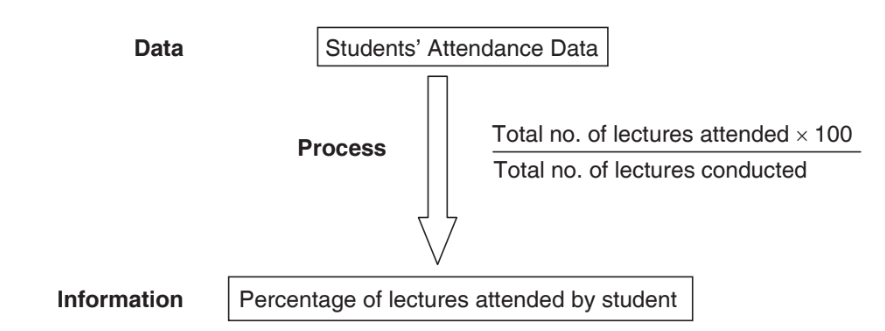 Data
Students’ Attendance Data
Process
Total no. of lectures attended × 100
Total no. of lectures conducted
Information
Percentage of lectures attended by student